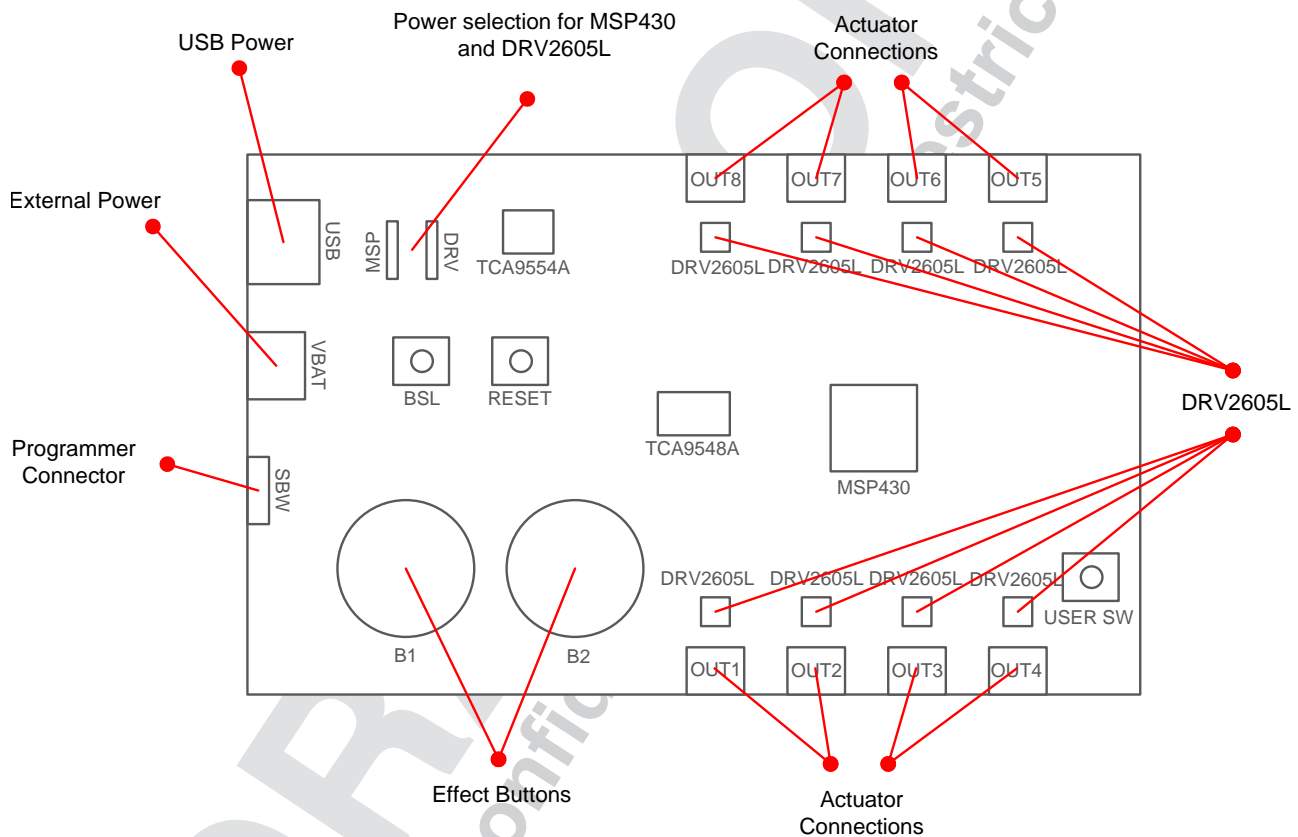 Power selection for MSP430
and DRV2605L
Actuator
Connections
USB Power
External Power
Programmer
Connector
OUT8
OUT7
OUT6
OUT5
USB
MSP
DRV
TCA9554A
DRV2605L
DRV2605L
DRV2605L
DRV2605L
VBAT
BSL
RESET
DRV2605L
TCA9548A
MSP430
SBW
DRV2605L
DRV2605L
DRV2605L
DRV2605L
USER SW
B1
B2
OUT1
OUT2
OUT3
OUT4
Effect Buttons
Actuator
Connections